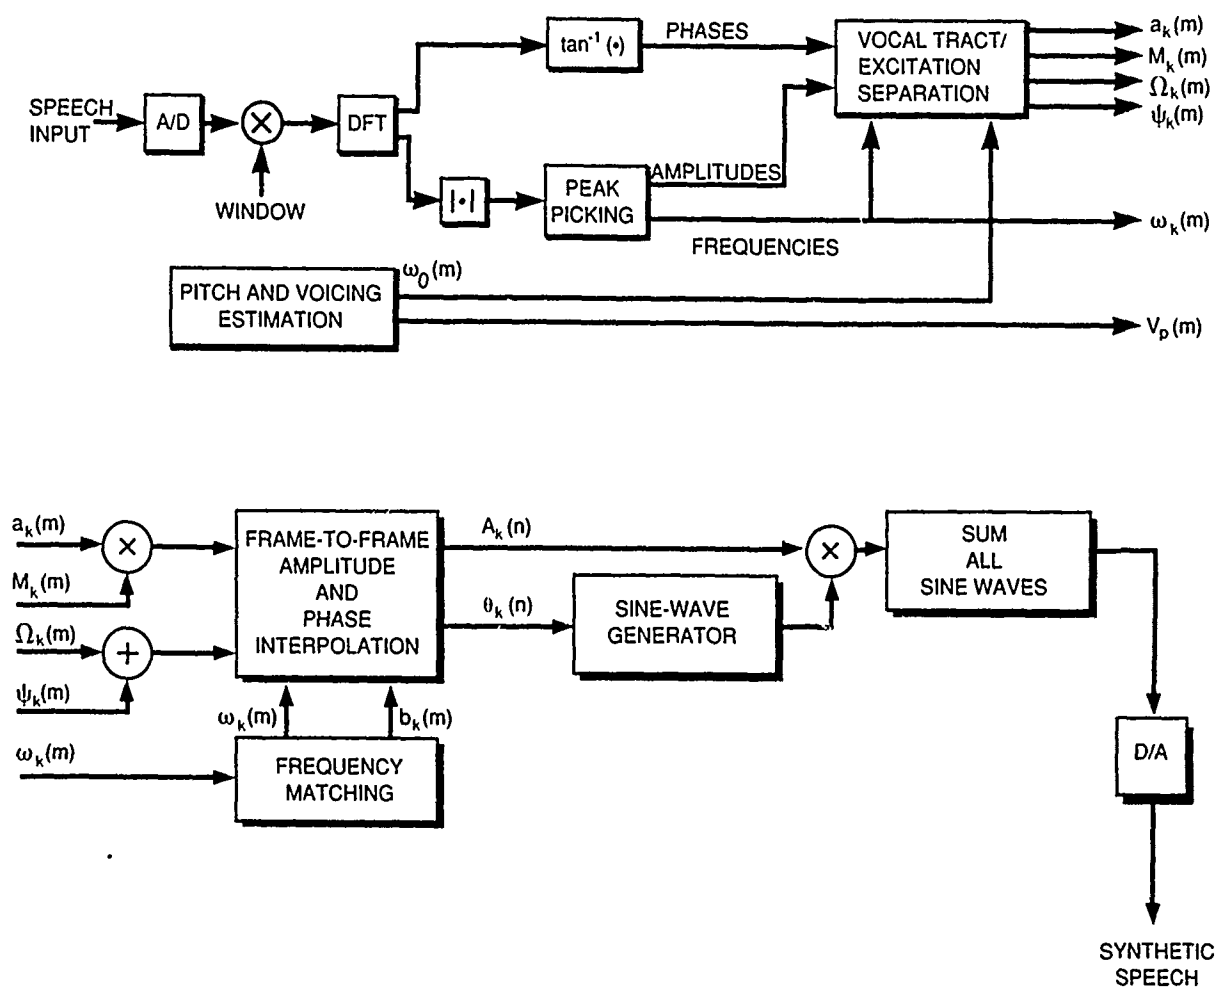 SPEECH
INPUT
A/D
×
WINDOW
DFT
tan⁻¹ (•)
PHASES
|•|
PEAK
PICKING
AMPLITUDES
FREQUENCIES
VOCAL TRACT/
EXCITATION
SEPARATION
aₖ(m)
Mₖ(m)
Ωₖ(m)
ψₖ(m)
ωₖ(m)
PITCH AND VOICING
ESTIMATION
ω₀(m)
Vₚ(m)
aₖ(m)
×
Mₖ(m)
Ωₖ(m)
+
ψₖ(m)
ωₖ(m)
FRAME-TO-FRAME
AMPLITUDE
AND
PHASE
INTERPOLATION
ωₖ(m)
bₖ(m)
FREQUENCY
MATCHING
Aₖ(n)
θₖ(n)
SINE-WAVE
GENERATOR
×
SUM
ALL
SINE WAVES
D/A
SYNTHETIC
SPEECH